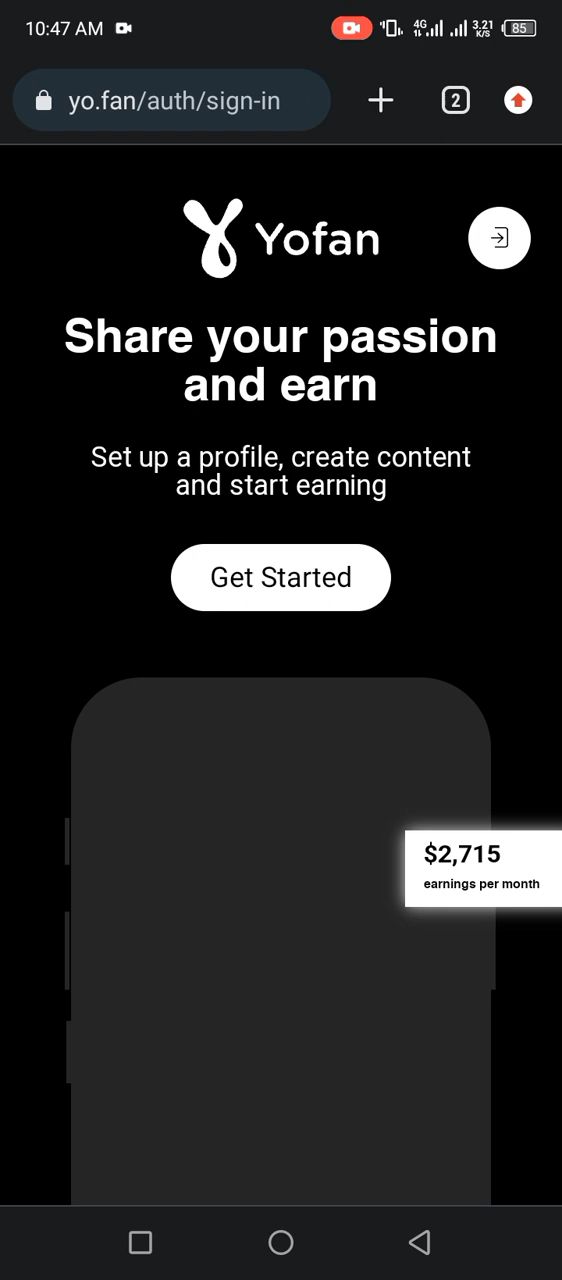 10:47 AM 4G 3.21 K/S 85
yo.fan/auth/sign-in 2
Yofan
Share your passion
and earn
Set up a profile, create content
and start earning
Get Started
$2,715
earnings per month